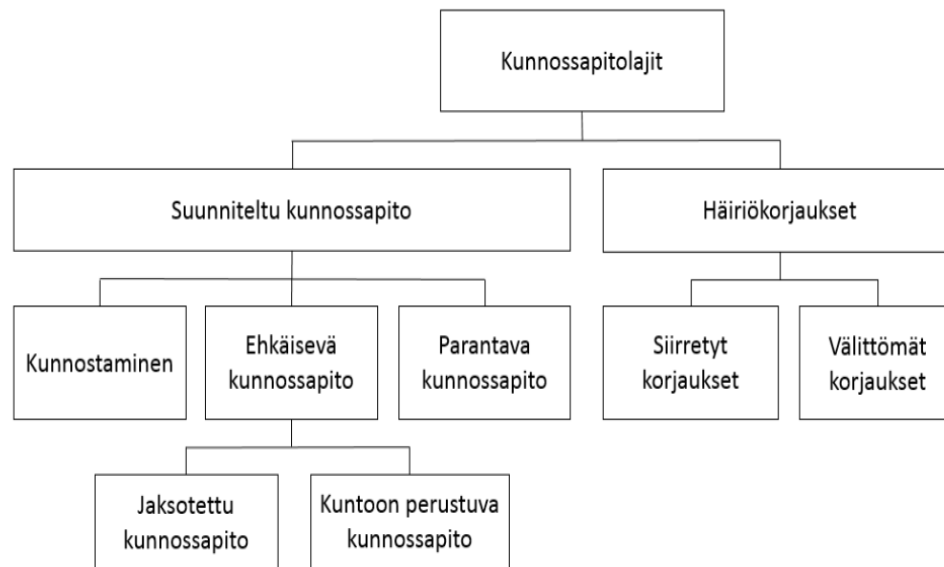 Kunnossapitolajit
Suunniteltu kunnossapito
Häiriökorjaukset
Kunnostaminen
Ehkäisevä
kunnossapito
Parantava
kunnossapito
Siirretyt
korjaukset
Välittömät
korjaukset
Jaksotettu
kunnossapito
Kuntoon perustuva
kunnossapito